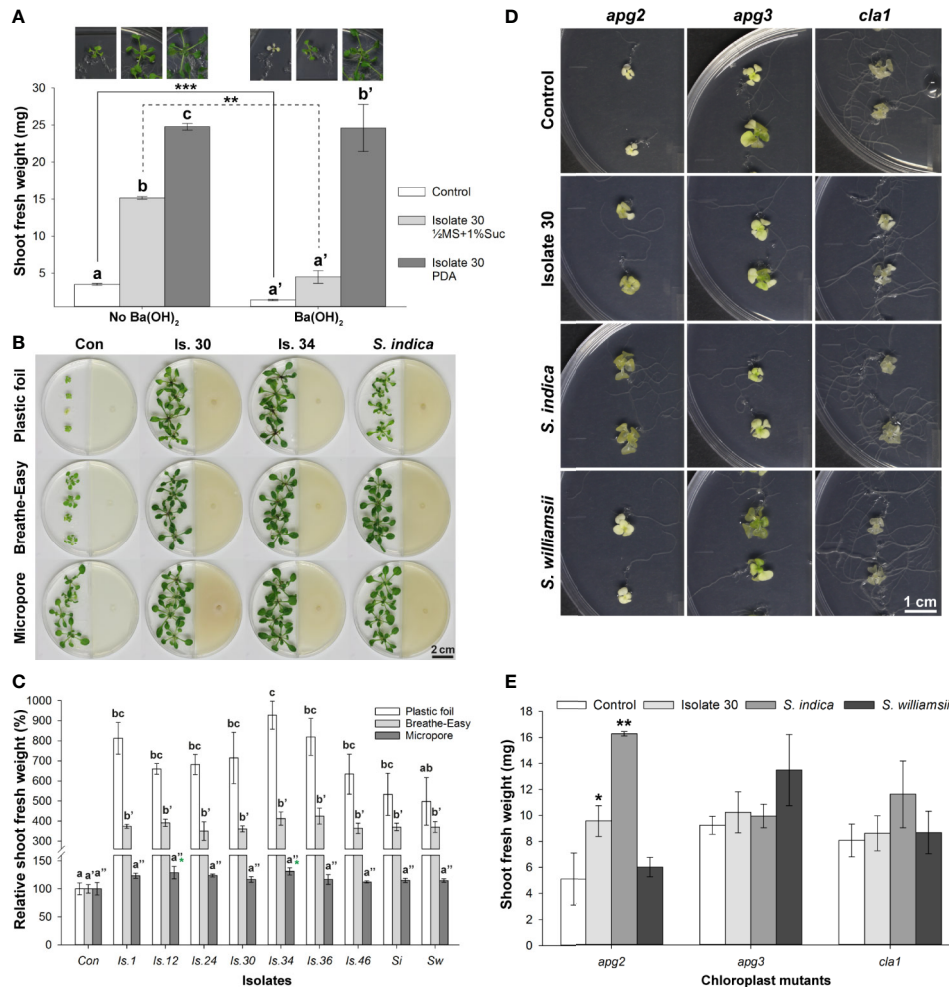 A
***
**
Shoot fresh weight (mg)
30
25
20
15
10
5
a
b
c
a’
a’
b’
Control
Isolate 30
½MS+1%Suc
Isolate 30
PDA
No Ba(OH)₂
Ba(OH)₂
B
Con
Is. 30
Is. 34
S. indica
Plastic foil
Breathe-Easy
Micropore
2 cm
C
Relative shoot fresh weight (%)
1000
900
800
700
600
500
400
300
150
100
50
0
Plastic foil
Breathe-Easy
Micropore
a a’ a’’
bc b’ a’’
bc b’ a’’*
bc b’ a’’
bc b’ a’’
c b’ a’’*
bc b’ a’’
bc b’ a’’
bc b’ a’’
ab b’ a’’
Con Is.1 Is.12 Is.24 Is.30 Is.34 Is.36 Is.46 Si Sw
Isolates
D
apg2
apg3
cla1
Control
Isolate 30
S. indica
S. williamsii
1 cm
E
Control Isolate 30 S. indica S. williamsii
Shoot fresh weight (mg)
18
16
14
12
10
8
6
4
2
0
*
**
apg2 apg3 cla1
Chloroplast mutants